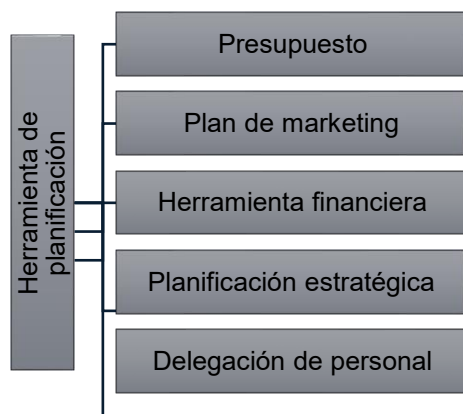 Herramienta de
planificación
Presupuesto
Plan de marketing
Herramienta financiera
Planificación estratégica
Delegación de personal